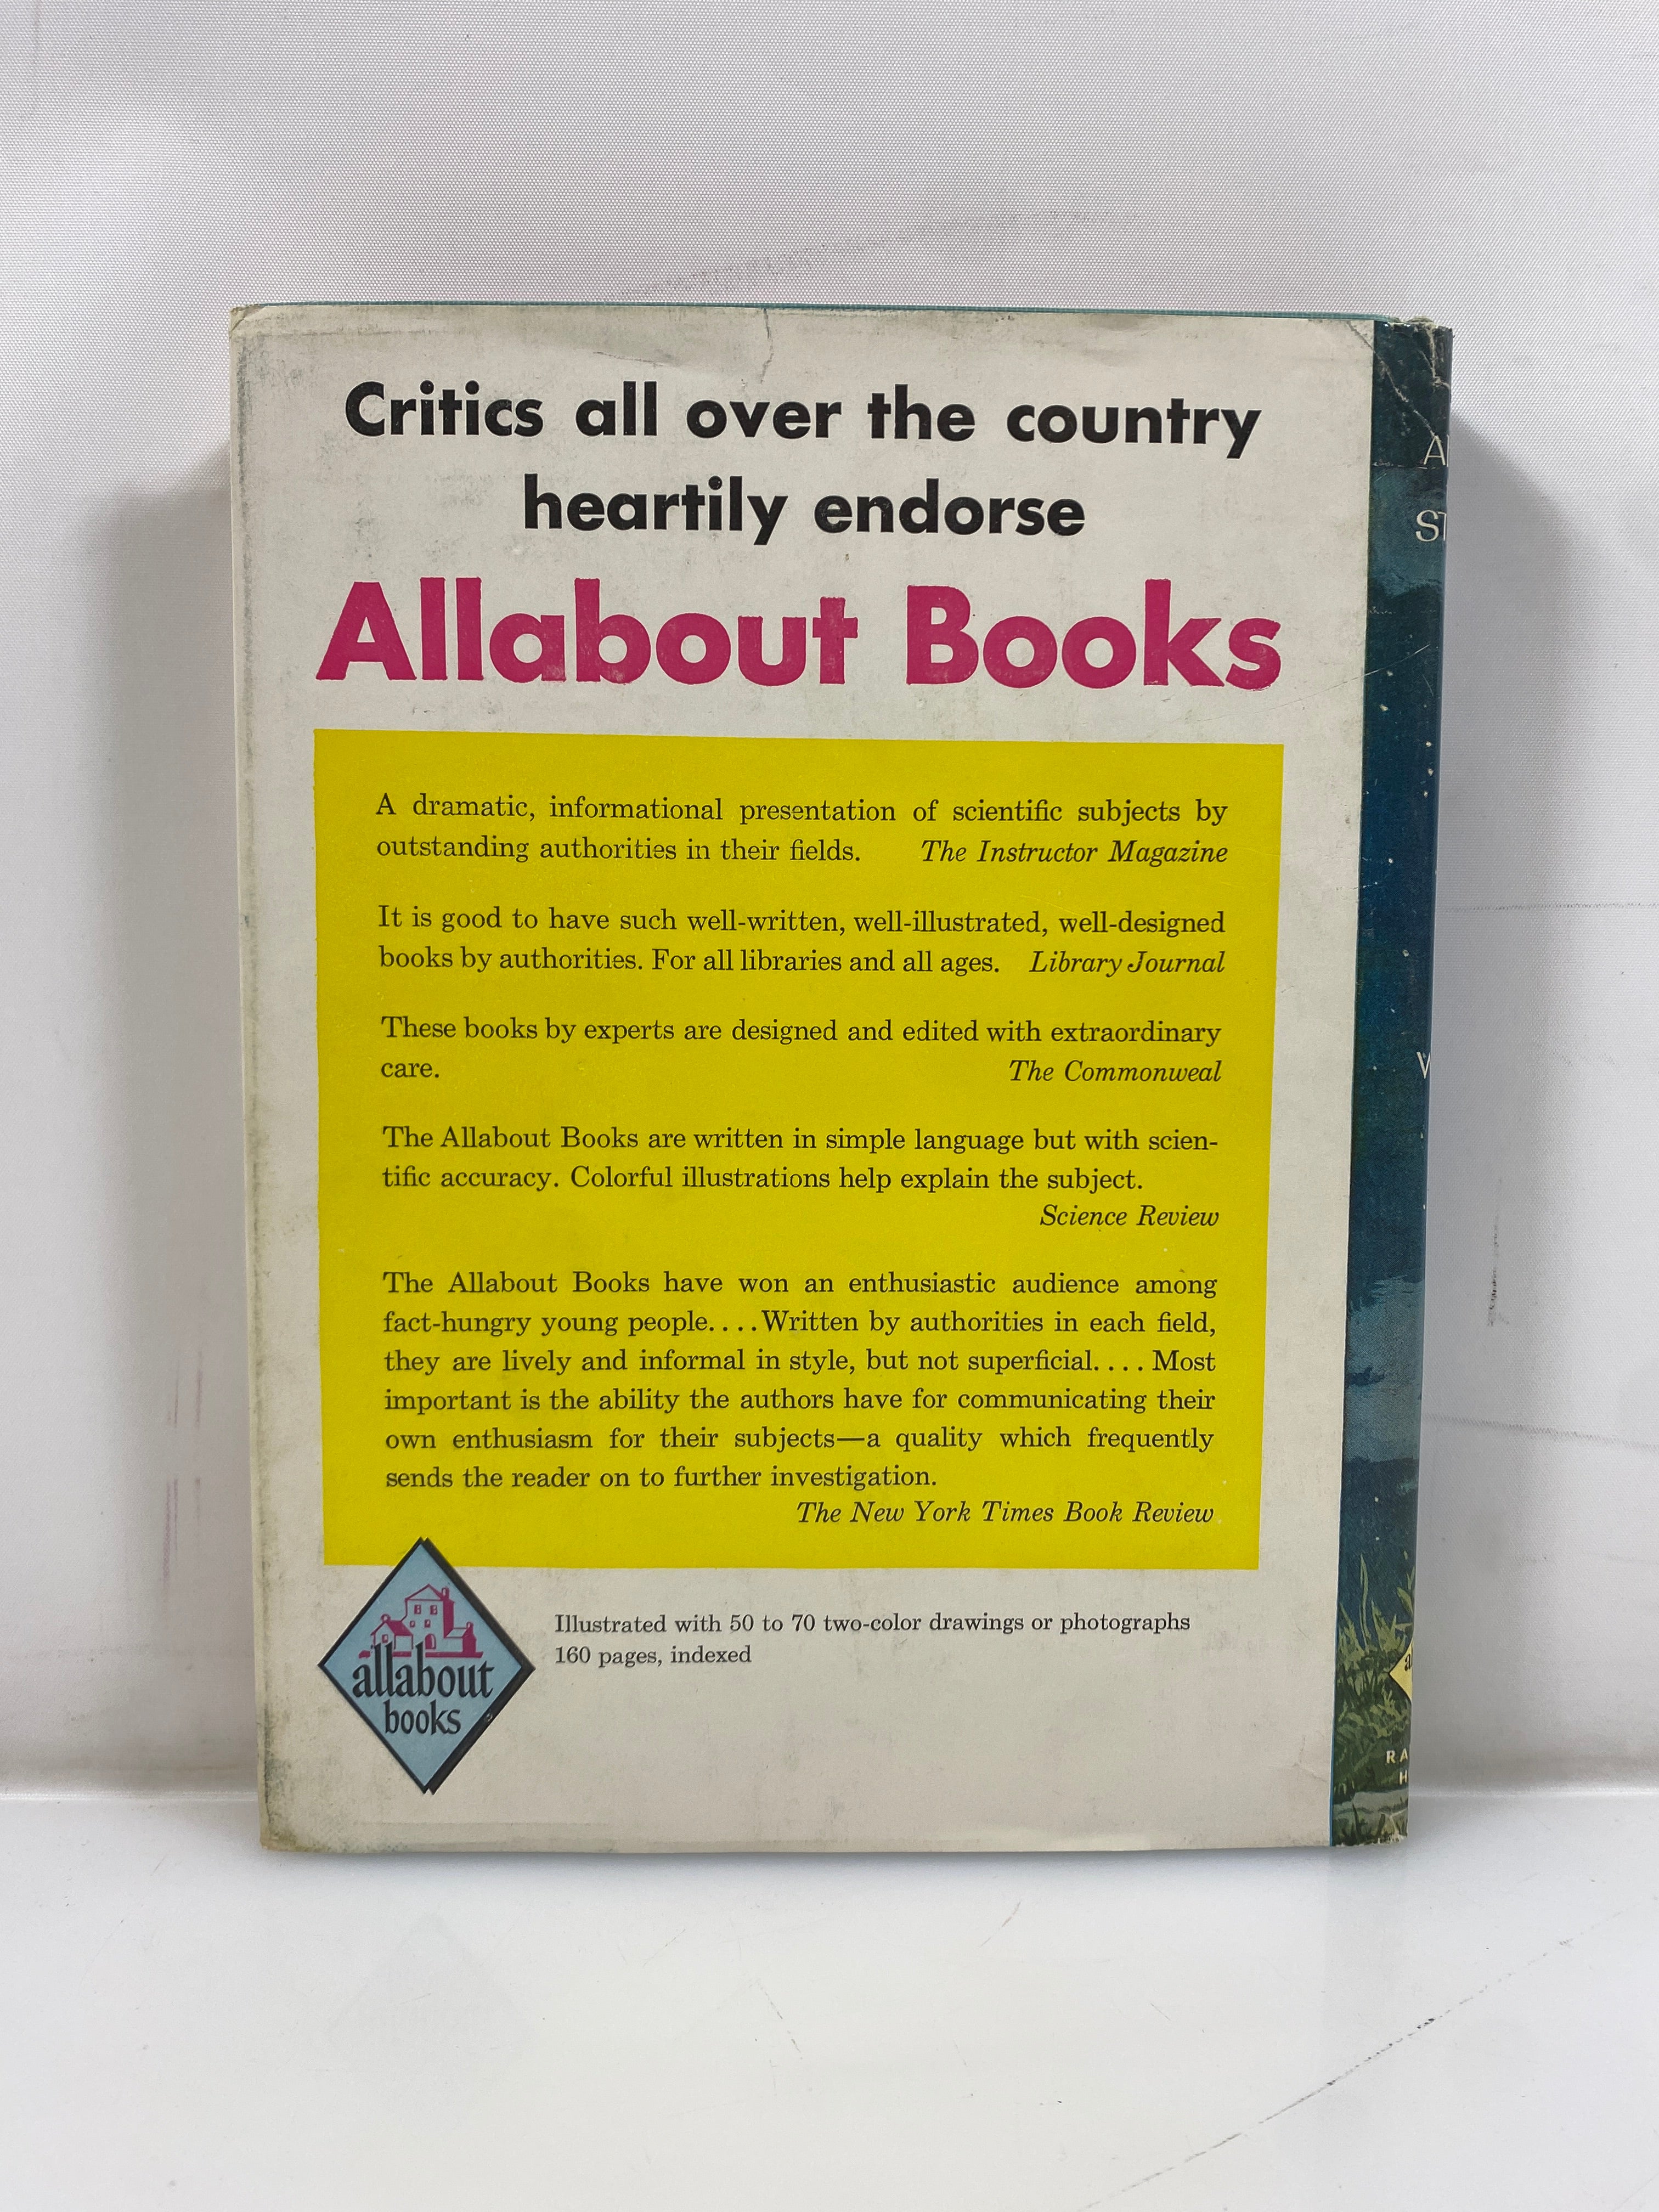 Critics all over the country
heartily endorse
Allabout Books
A dramatic, informational presentation of scientific subjects by
outstanding authorities in their fields. The Instructor Magazine
It is good to have such well-written, well-illustrated, well-designed
books by authorities. For all libraries and all ages. Library Journal
These books by experts are designed and edited with extraordinary
care. The Commonweal
The Allabout Books are written in simple language but with scien-
tific accuracy. Colorful illustrations help explain the subject.
Science Review
The Allabout Books have won an enthusiastic audience among
fact-hungry young people....Written by authorities in each field,
they are lively and informal in style, but not superficial.... Most
important is the ability the authors have for communicating their
own enthusiasm for their subjects—a quality which frequently
sends the reader on to further investigation.
The New York Times Book Review
allabout
books
Illustrated with 50 to 70 two-color drawings or photographs
160 pages, indexed